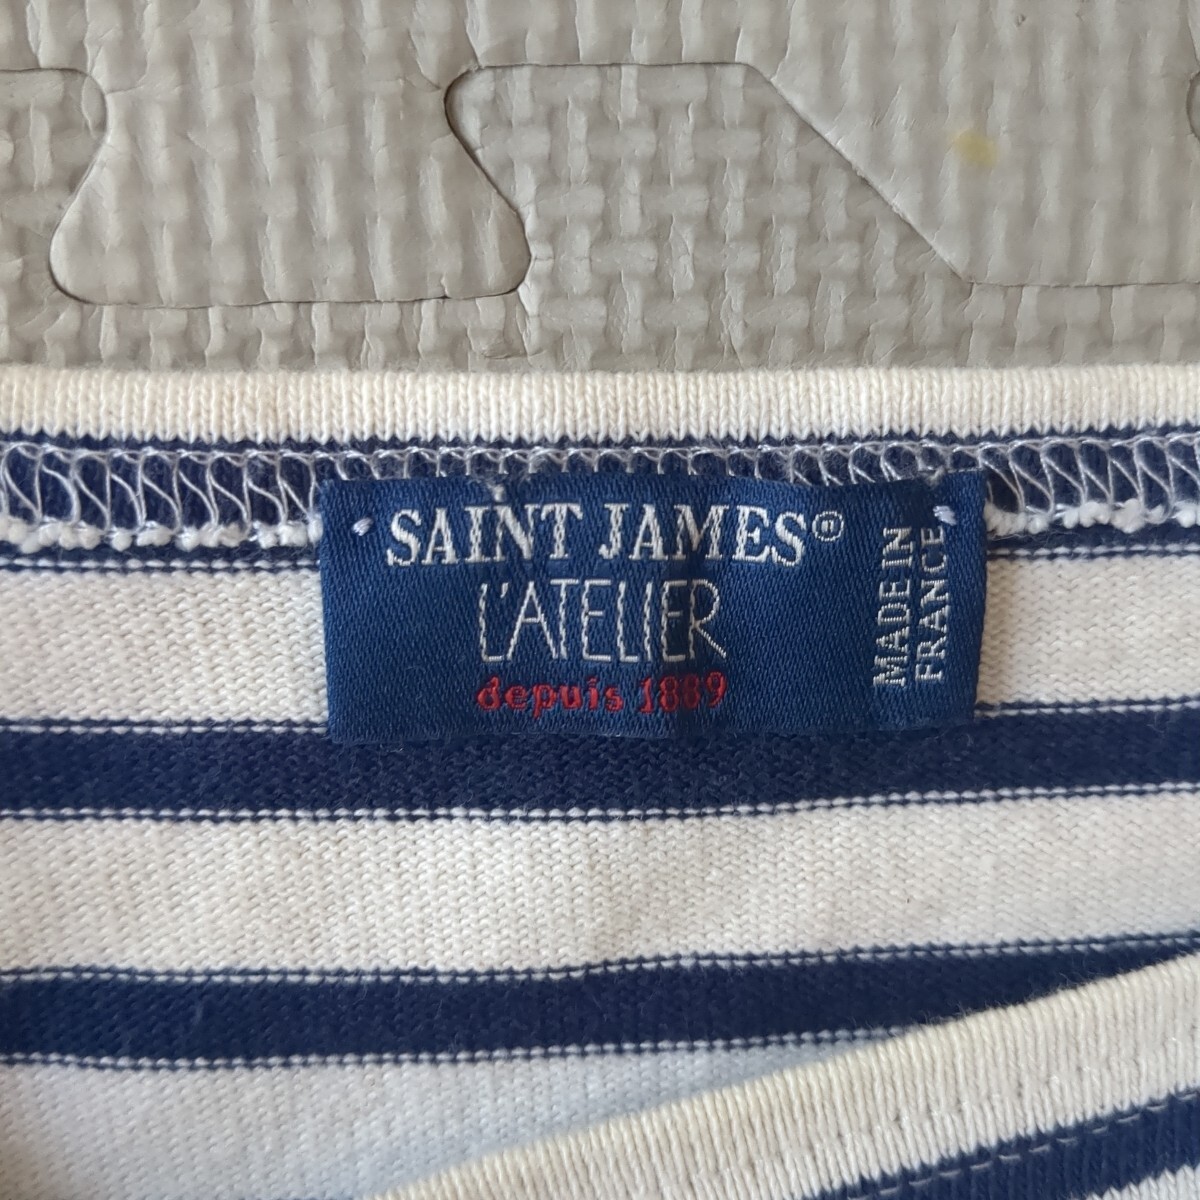 SAINT JAMES®
L'ATELIER
depuis 1889
MADE IN
FRANCE